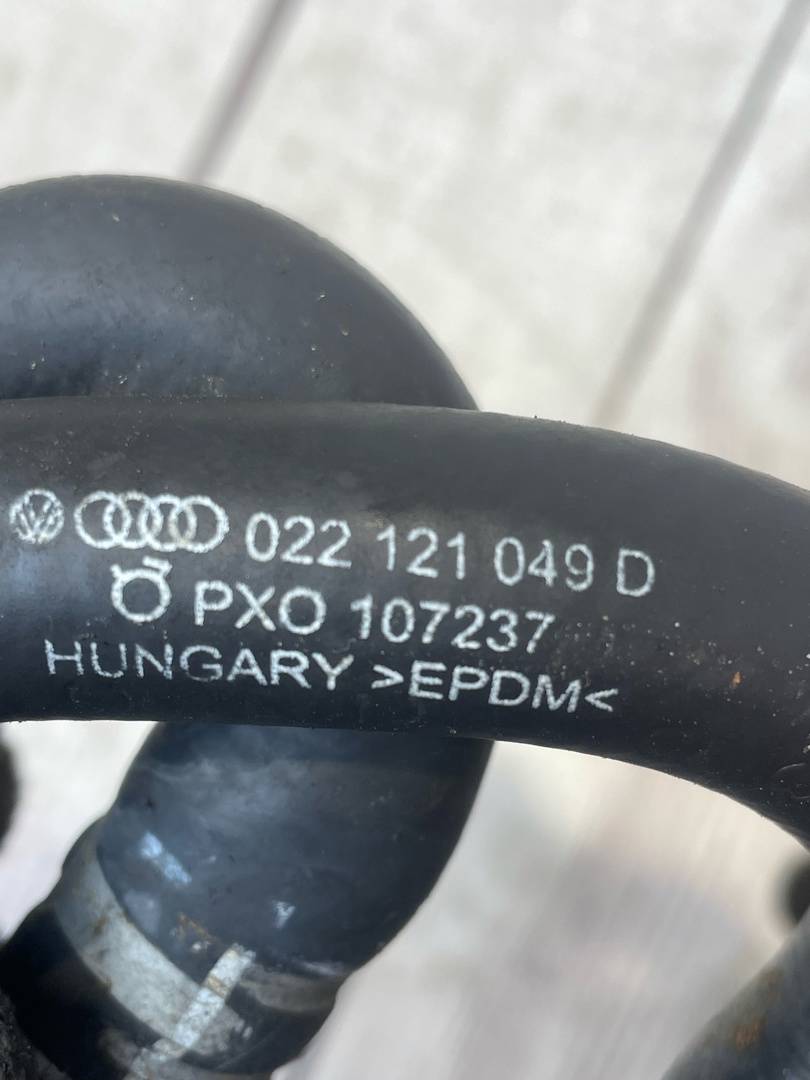 022 121 049 D
PXO 107237
HUNGARY >EPDM<